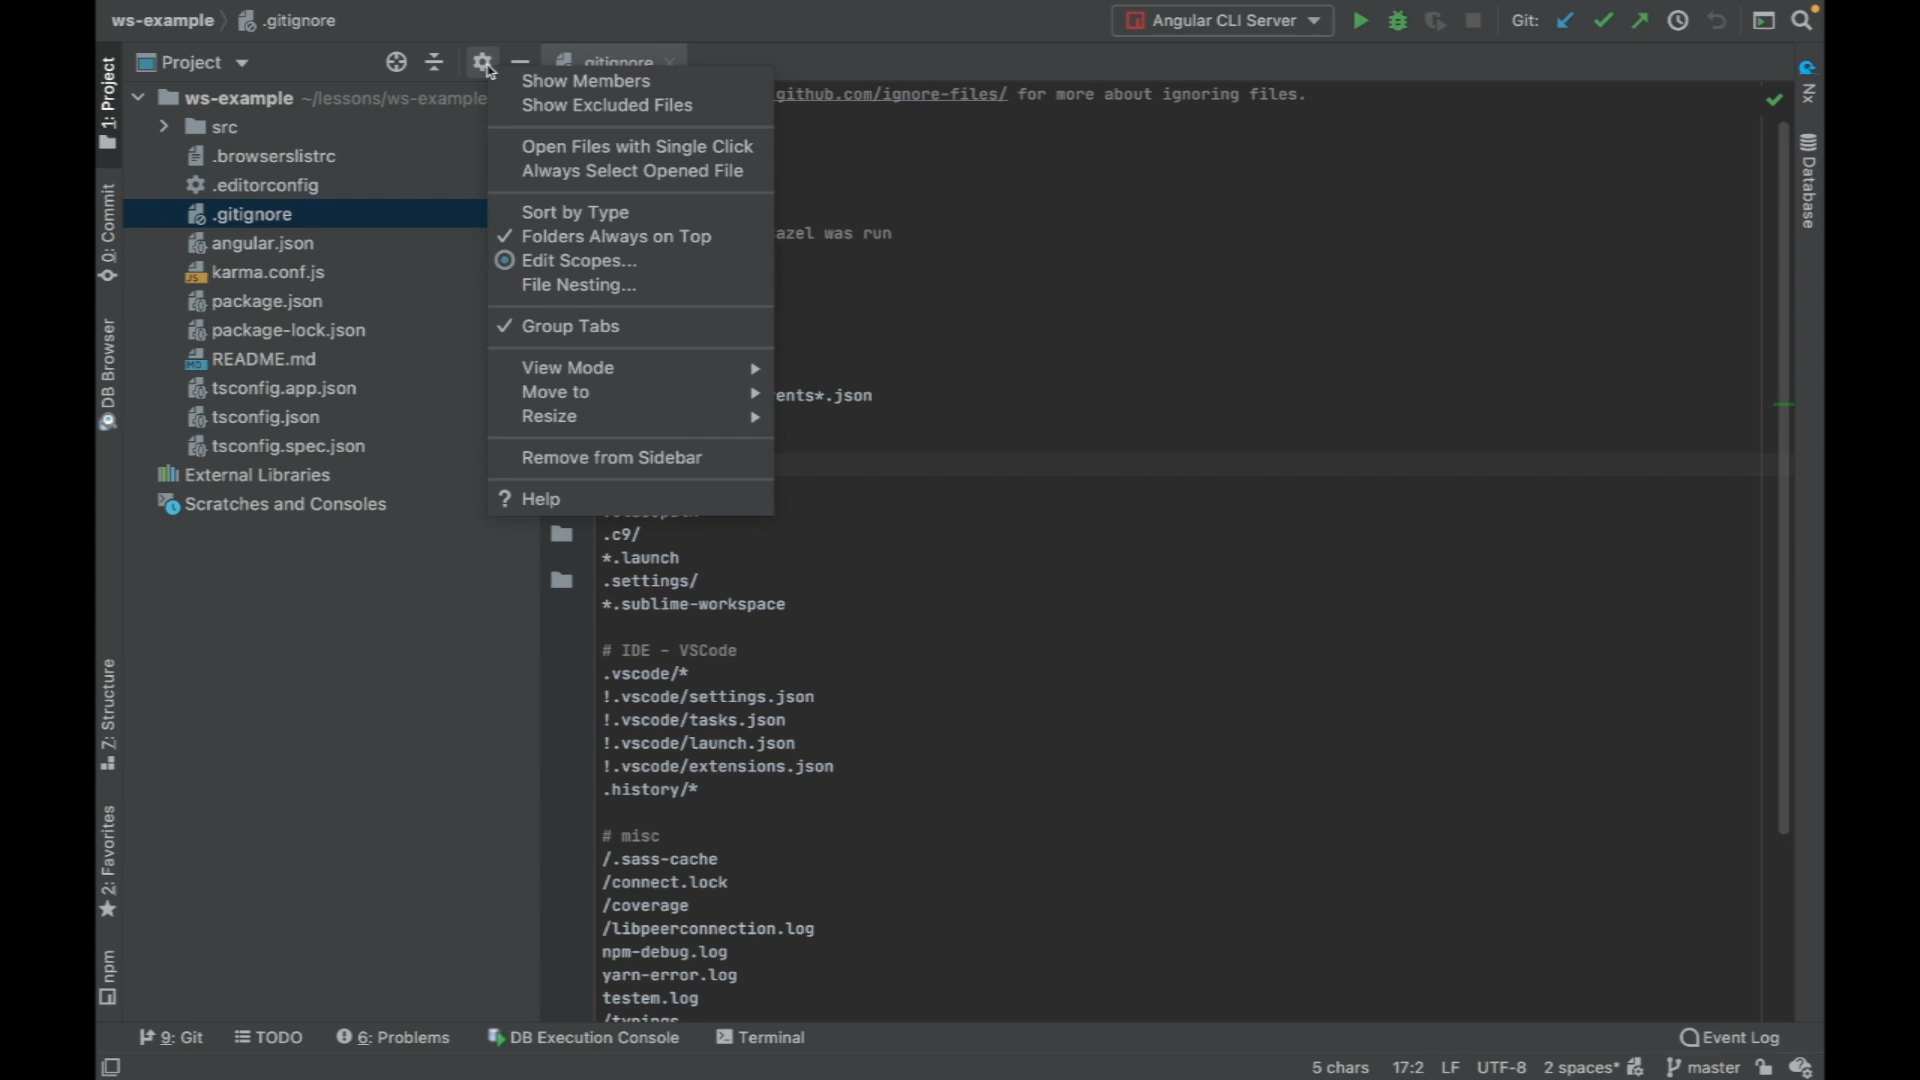 ws-example
.gitignore
Angular CLI Server
Git:
Project
.gitignore
1: Project
0: Commit
DB Browser
Z: Structure
2: Favorites
npm
ws-example ~/lessons/ws-example
src
.browserslistrc
.editorconfig
.gitignore
angular.json
karma.conf.js
package.json
package-lock.json
README.md
tsconfig.app.json
tsconfig.json
tsconfig.spec.json
External Libraries
Scratches and Consoles
Show Members
Show Excluded Files
Open Files with Single Click
Always Select Opened File
Sort by Type
Folders Always on Top
Edit Scopes...
File Nesting...
Group Tabs
View Mode
Move to
Resize
Remove from Sidebar
? Help
github.com/ignore-files/ for more about ignoring files.
azel was run
ents*.json
.c9/
*.launch
.settings/
*.sublime-workspace
# IDE - VSCode
.vscode/*
!.vscode/settings.json
!.vscode/tasks.json
!.vscode/launch.json
!.vscode/extensions.json
.history/*
# misc
/.sass-cache
/connect.lock
/coverage
/libpeerconnection.log
npm-debug.log
yarn-error.log
testem.log
/typings
Nx
Database
9: Git
TODO
6: Problems
DB Execution Console
Terminal
Event Log
5 chars
17:2
LF
UTF-8
2 spaces*
master